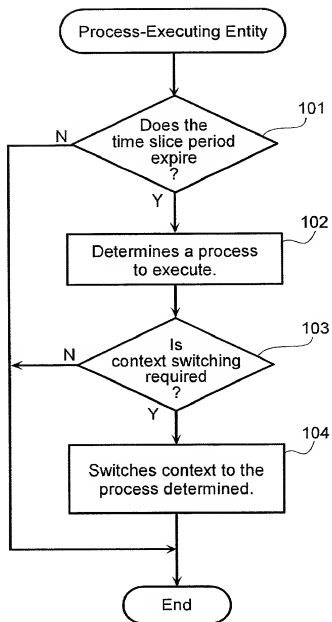 Process-Executing Entity
101
Does the
N
time slice period
expire
?
Y
102
Determines a process
to execute.
103
Is
N
context switching
required
?
Y
104
Switches context to the
process determined.
End